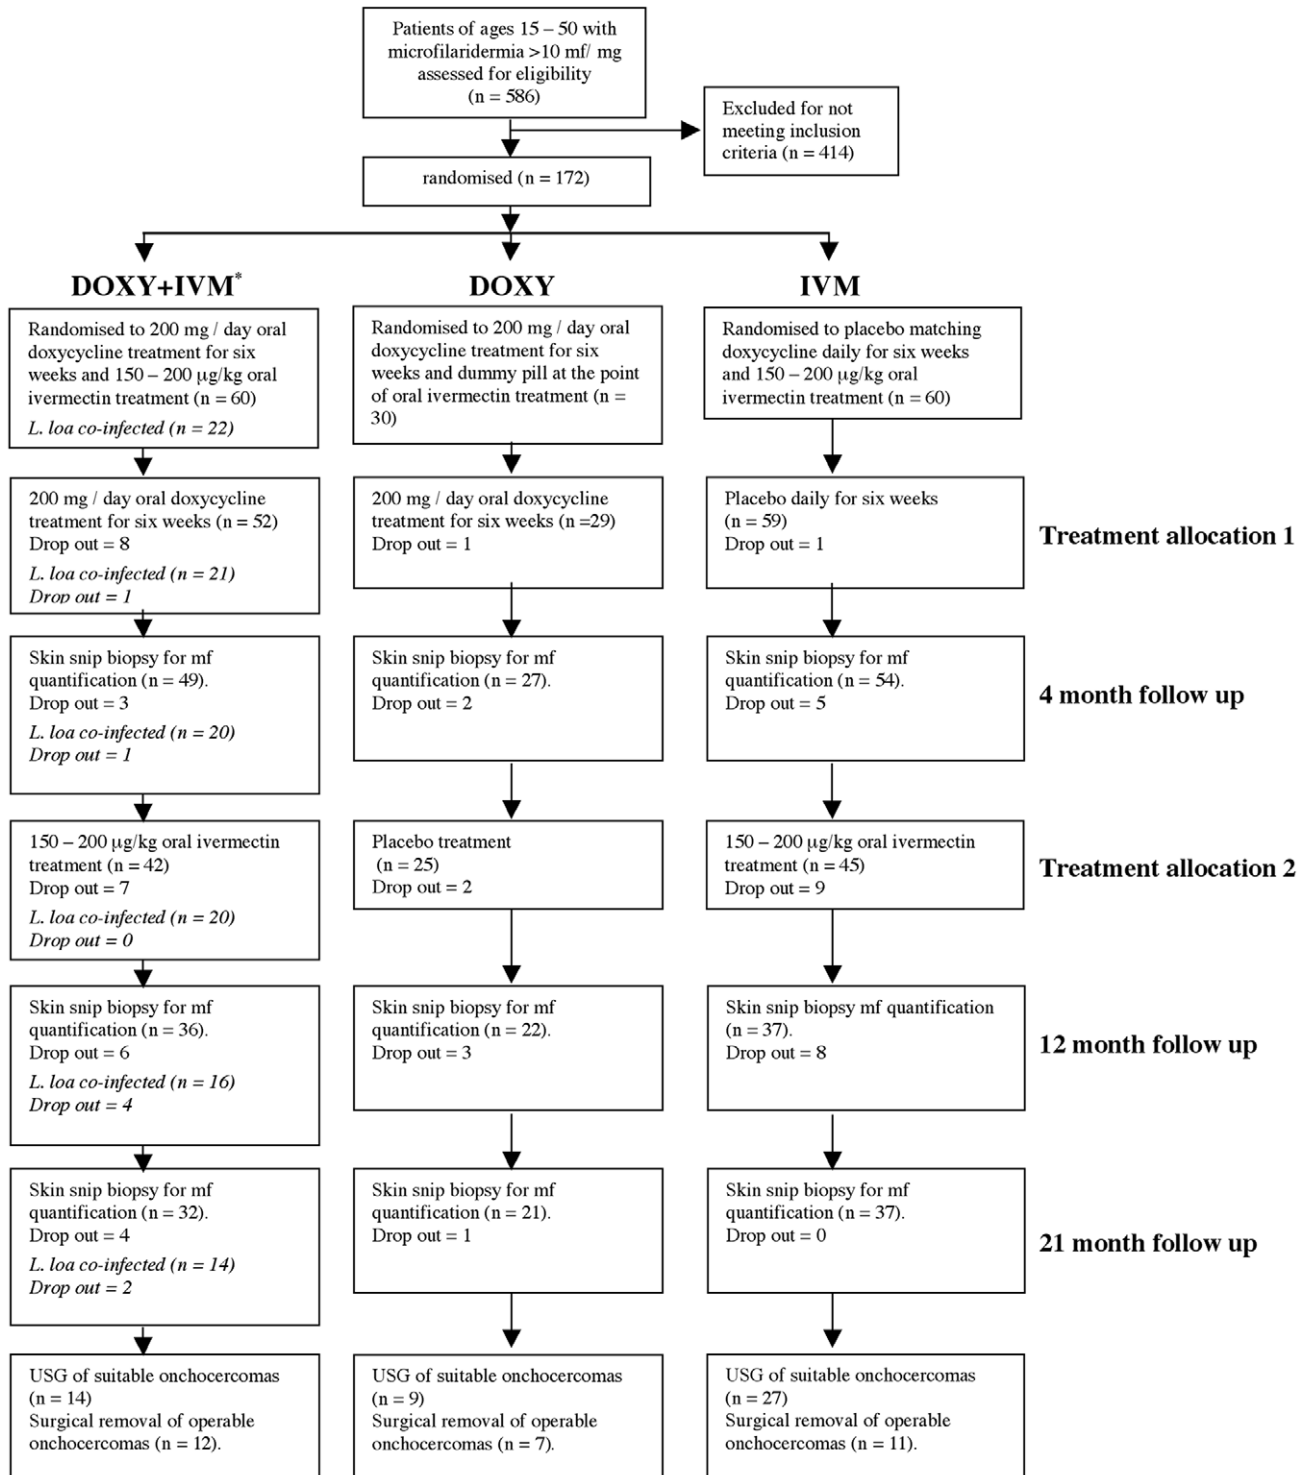 Patients of ages 15 – 50 with
microfilaridermia >10 mf/ mg
assessed for eligibility
(n = 586)
Excluded for not
meeting inclusion
criteria (n = 414)
randomised (n = 172)
DOXY+IVM*
Randomised to 200 mg / day oral
doxycycline treatment for six
weeks and 150 – 200 µg/kg oral
ivermectin treatment (n = 60)
L. loa co-infected (n = 22)
DOXY
Randomised to 200 mg / day oral
doxycycline treatment for six
weeks and dummy pill at the point
of oral ivermectin treatment (n =
30)
IVM
Randomised to placebo matching
doxycycline daily for six weeks
and 150 – 200 µg/kg oral
ivermectin treatment (n = 60)
200 mg / day oral doxycycline
treatment for six weeks (n = 52)
Drop out = 8
L. loa co-infected (n = 21)
Drop out = 1
200 mg / day oral doxycycline
treatment for six weeks (n =29)
Drop out = 1
Placebo daily for six weeks
(n = 59)
Drop out = 1
Treatment allocation 1
Skin snip biopsy for mf
quantification (n = 49).
Drop out = 3
L. loa co-infected (n = 20)
Drop out = 1
Skin snip biopsy for mf
quantification (n = 27).
Drop out = 2
Skin snip biopsy for mf
quantification (n = 54).
Drop out = 5
4 month follow up
150 – 200 µg/kg oral ivermectin
treatment (n = 42)
Drop out = 7
L. loa co-infected (n = 20)
Drop out = 0
Placebo treatment
(n = 25)
Drop out = 2
150 – 200 µg/kg oral ivermectin
treatment (n = 45)
Drop out = 9
Treatment allocation 2
Skin snip biopsy for mf
quantification (n = 36).
Drop out = 6
L. loa co-infected (n = 16)
Drop out = 4
Skin snip biopsy for mf
quantification (n = 22).
Drop out = 3
Skin snip biopsy mf quantification
(n = 37).
Drop out = 8
12 month follow up
Skin snip biopsy for mf
quantification (n = 32).
Drop out = 4
L. loa co-infected (n = 14)
Drop out = 2
Skin snip biopsy for mf
quantification (n = 21).
Drop out = 1
Skin snip biopsy for mf
quantification (n = 37).
Drop out = 0
21 month follow up
USG of suitable onchocercomas
(n = 14)
Surgical removal of operable
onchocercomas (n = 12).
USG of suitable onchocercomas
(n = 9)
Surgical removal of operable
onchocercomas (n = 7).
USG of suitable onchocercomas
(n = 27)
Surgical removal of operable
onchocercomas (n = 11).